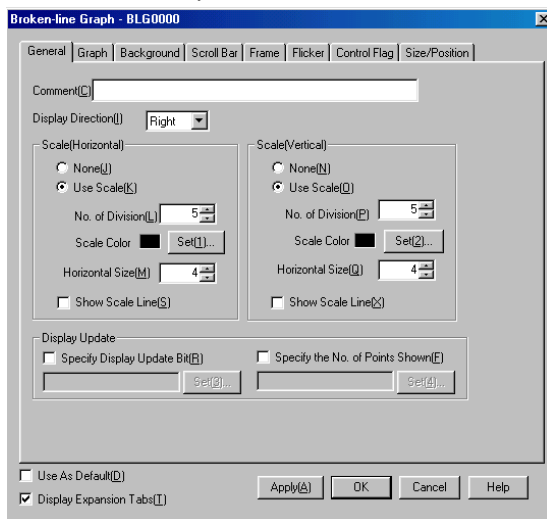 Broken-line Graph - BLG0000
General Graph Background Scroll Bar Frame Flicker Control Flag Size/Position
Comment(C)
Display Direction(I) Right
Scale(Horizontal)
None(J)
Use Scale(K)
No. of Division(L) 5
Scale Color Set(1)...
Horizontal Size(M) 4
Show Scale Line(S)
Scale(Vertical)
None(N)
Use Scale(O)
No. of Division(P) 5
Scale Color Set(2)...
Horizontal Size(Q) 4
Show Scale Line(X)
Display Update
Specify Display Update Bit(R)
Set(3)...
Specify the No. of Points Shown(F)
Set(4)...
Use As Default(D)
Display Expansion Tabs(T)
Apply(A) OK Cancel Help